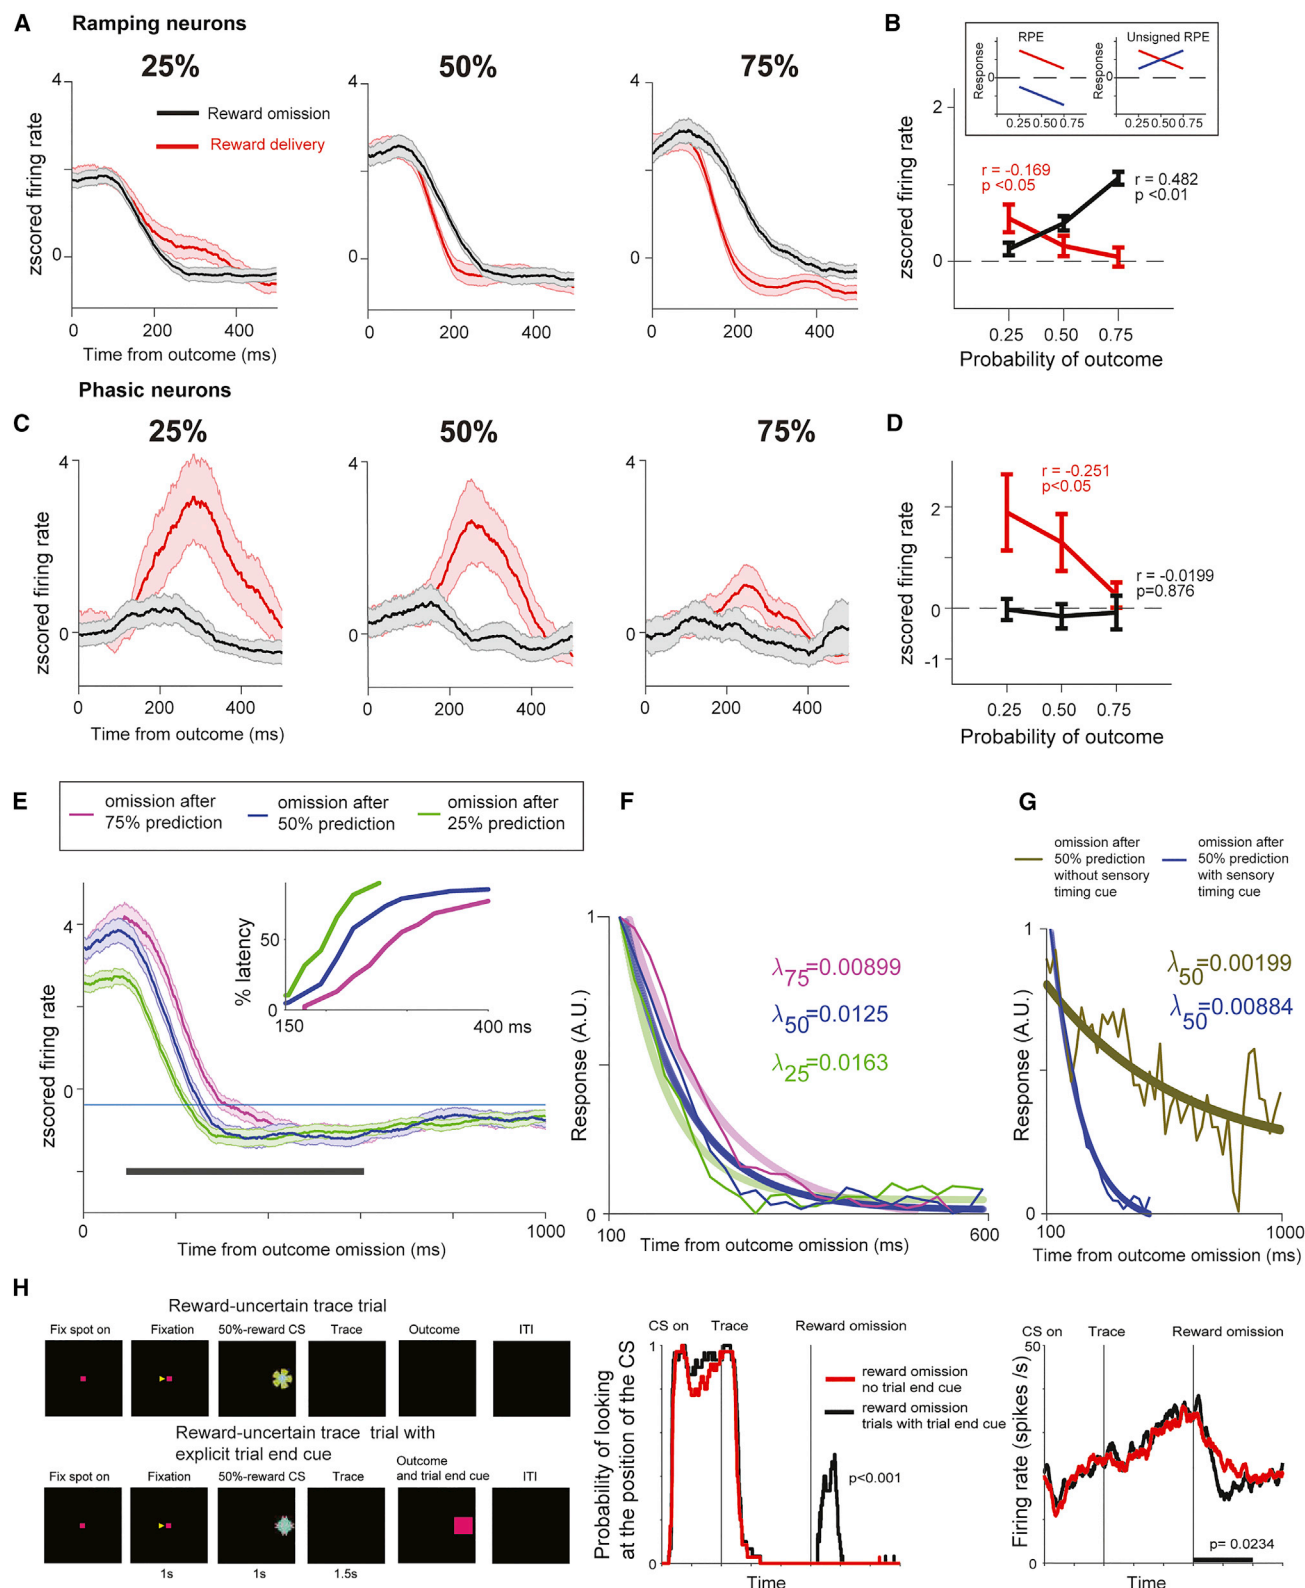 A
Ramping neurons
25%
50%
75%
4
0
zscored firing rate
Reward omission
Reward delivery
0
200
400
Time from outcome (ms)
4
0
0
200
400
4
0
0
200
400
B
RPE
Unsigned RPE
Response
0
0.25 0.50 0.75
Response
0
0.25 0.50 0.75
2
0
zscored firing rate
r = -0.169
p <0.05
r = 0.482
p <0.01
0.25
0.50
0.75
Probability of outcome
Phasic neurons
C
25%
50%
75%
4
0
zscored firing rate
0
200
400
Time from outcome (ms)
4
0
0
200
400
4
0
0
200
400
D
2
0
-1
zscored firing rate
r = -0.251
p<0.05
r = -0.0199
p=0.876
0.25
0.50
0.75
Probability of outcome
E
omission after
75% prediction
omission after
50% prediction
omission after
25% prediction
4
0
zscored firing rate
% latency
50
0
150
400 ms
0
1000
Time from outcome omission (ms)
F
1
0
Response (A.U.)
λ75=0.00899
λ50=0.0125
λ25=0.0163
100
600
Time from outcome omission (ms)
G
omission after
50% prediction
without sensory
timing cue
omission after
50% prediction
with sensory
timing cue
1
0
Response (A.U.)
λ50=0.00199
λ50=0.00884
100
1000
Time from outcome omission (ms)
H
Reward-uncertain trace trial
Fix spot on
Fixation
50%-reward CS
Trace
Outcome
ITI
Reward-uncertain trace trial with
explicit trial end cue
Fix spot on
Fixation
50%-reward CS
Trace
Outcome
and trial end cue
ITI
1s
1s
1.5s
CS on
Trace
Reward omission
1
0
Probability of looking
at the position of the CS
reward omission
no trial end cue
reward omission
trials with trial end cue
p<0.001
Time
CS on
Trace
Reward omission
50
0
Firing rate (spikes /s)
p= 0.0234
Time